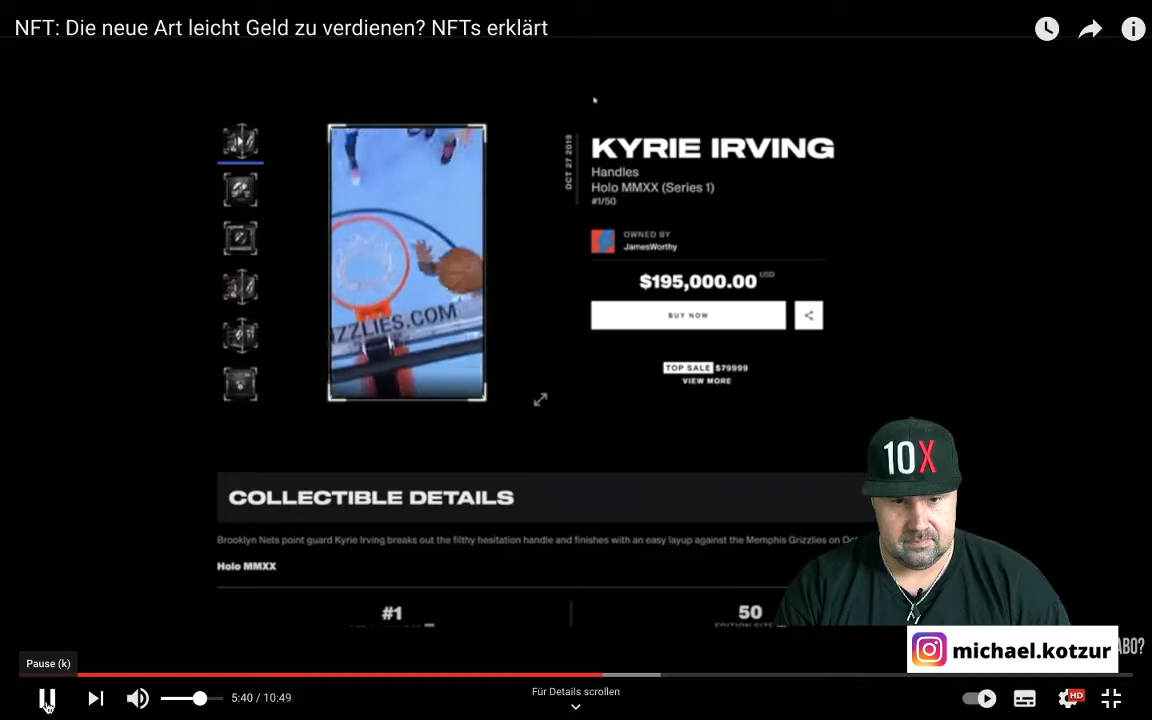 NFT: Die neue Art leicht Geld zu verdienen? NFTs erklärt
OCT 27 2019
KYRIE IRVING
Handles
Holo MMXX (Series 1)
#1/50
OWNED BY
JamesWorthy
$195,000.00 USD
BUY NOW
TOP SALE $79999
VIEW MORE
IZZLIES.COM
10X
COLLECTIBLE DETAILS
Brooklyn Nets point guard Kyrie Irving breaks out the filthy hesitation handle and finishes with an easy layup against the Memphis Grizzlies on Oct
Holo MMXX
#1
50
EDITION SIZE
michael.kotzur
ABO?
Pause (k)
5:40 / 10:49
Für Details scrollen
HD